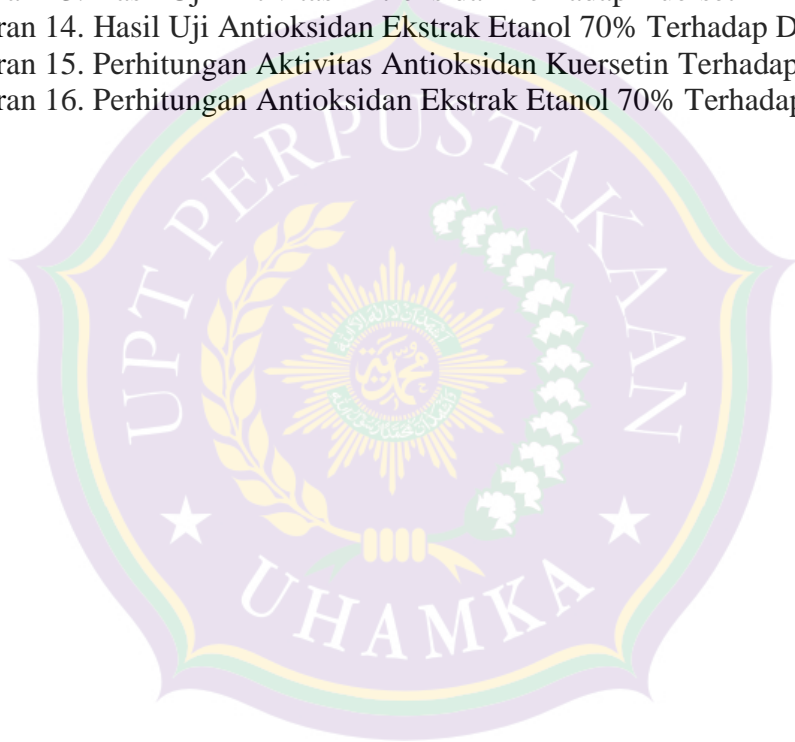 ran 14. Hasil Uji Antioksidan Ekstrak Etanol 70% Terhadap D
ran 15. Perhitungan Aktivitas Antioksidan Kuersetin Terhadap
ran 16. Perhitungan Antioksidan Ekstrak Etanol 70% Terhadap
UPT PERPUSTAKAAN
UHAMKA